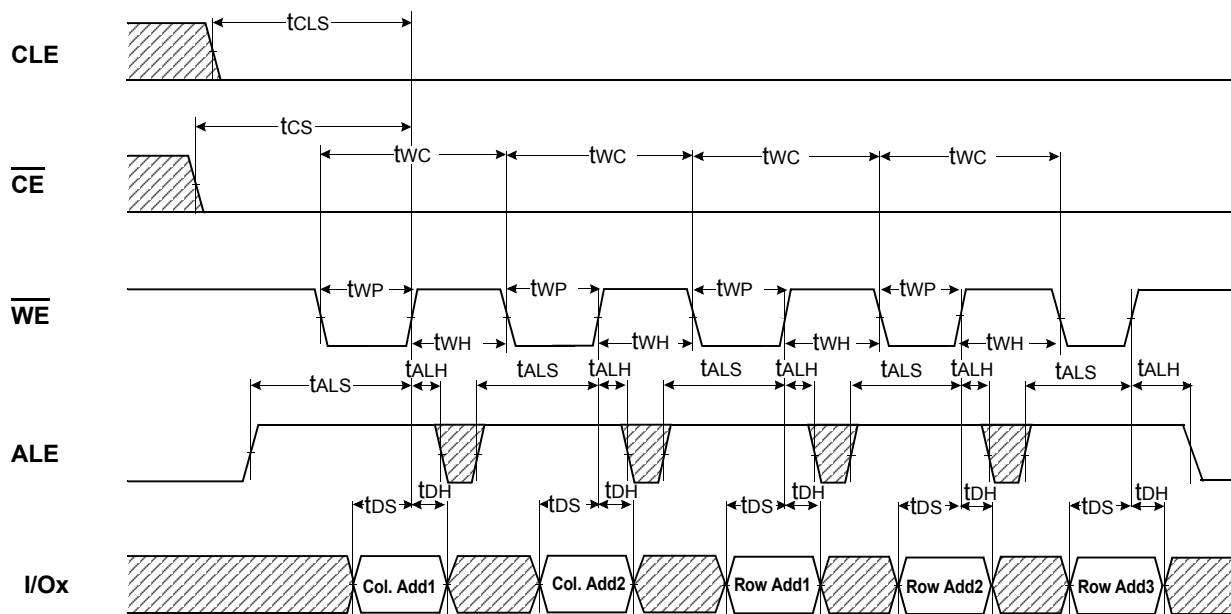 tCLS
CLE
tCS
tWC tWC tWC tWC
CE
tWP tWP tWP tWP
WE
tWH tWH tWH tWH
tALS tALH tALS tALH tALS tALH tALS tALH tALS tALH
ALE
tDS tDH tDS tDH tDS tDH tDS tDH tDS tDH
I/Ox Col. Add1 Col. Add2 Row Add1 Row Add2 Row Add3